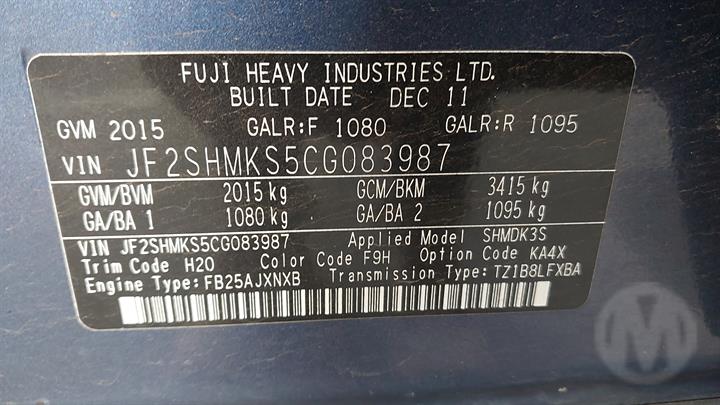 FUJI HEAVY INDUSTRIES LTD.
BUILT DATE DEC 11
GVM 2015 GALR:F 1080 GALR:R 1095
VIN JF2SHMKS5CG083987
GVM/BVM 2015 kg GCM/BKM 3415 kg
GA/BA 1 1080 kg GA/BA 2 1095 kg
VIN JF2SHMKS5CG083987 Applied Model SHMDK3S
Trim Code H20 Color Code F9H Option Code KA4X
Engine Type: FB25AJXNXB Transmission Type: TZ1B8LFXBA
M